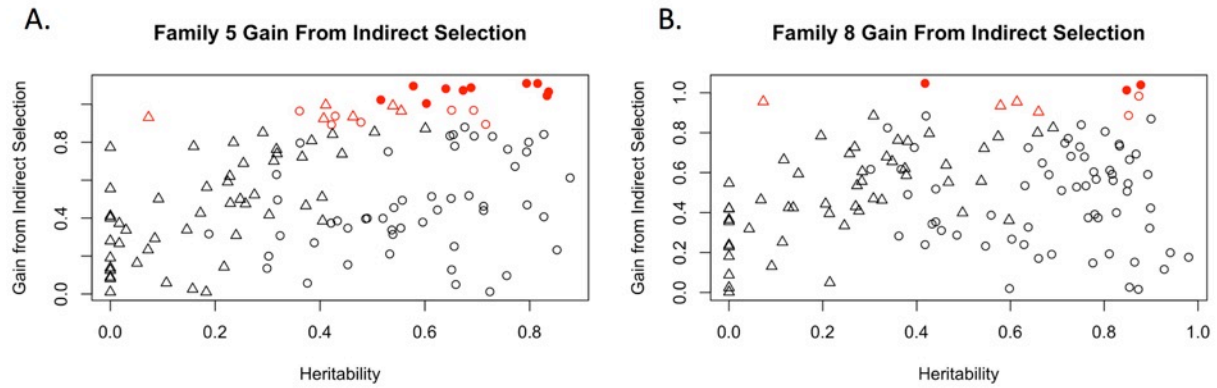 A.
Family 5 Gain From Indirect Selection
Gain from Indirect Selection
0.0 0.4 0.8
0.0 0.2 0.4 0.6 0.8
Heritability
B.
Family 8 Gain From Indirect Selection
Gain from Indirect Selection
0.0 0.2 0.4 0.6 0.8 1.0
0.0 0.2 0.4 0.6 0.8 1.0
Heritability